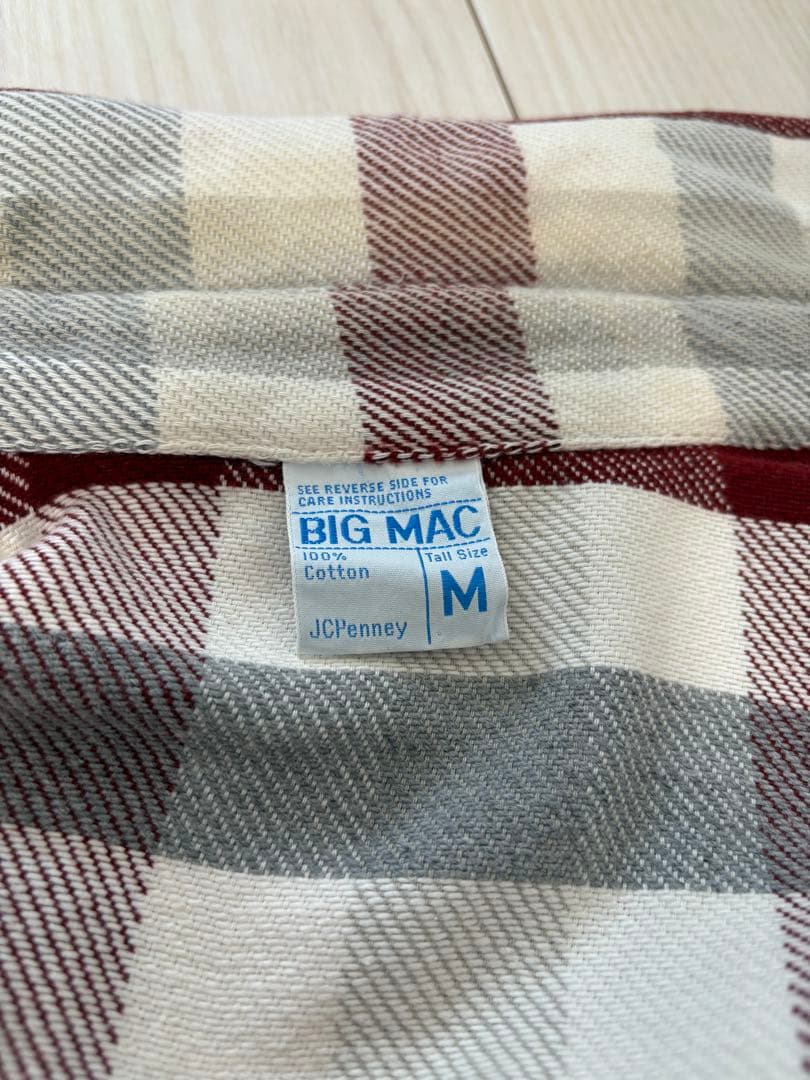 SEE REVERSE SIDE FOR
CARE INSTRUCTIONS
BIG MAC
100%
Cotton
Tall Size
M
JCPenney